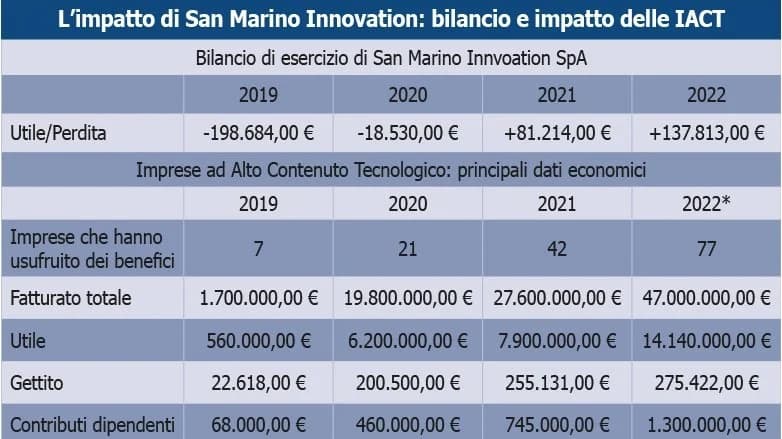 L'impatto di San Marino Innovation: bilancio e impatto delle IACT
Bilancio di esercizio di San Marino Innvoation SpA
2019 2020 2021 2022
Utile/Perdita -198.684,00 € -18.530,00 € +81.214,00 € +137.813,00 €
Imprese ad Alto Contenuto Tecnologico: principali dati economici
2019 2020 2021 2022*
Imprese che hanno
usufruito dei benefici 7 21 42 77
Fatturato totale 1.700.000,00 € 19.800.000,00 € 27.600.000,00 € 47.000.000,00 €
Utile 560.000,00 € 6.200.000,00 € 7.900.000,00 € 14.140.000,00 €
Gettito 22.618,00 € 200.500,00 € 255.131,00 € 275.422,00 €
Contributi dipendenti 68.000,00 € 460.000,00 € 745.000,00 € 1.300.000,00 €